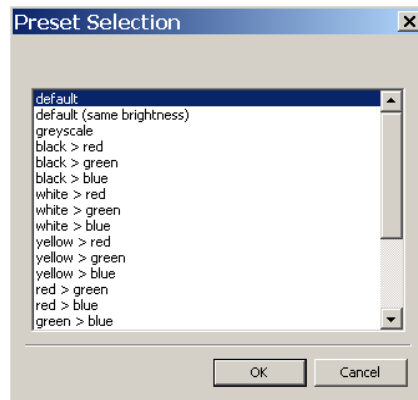 Preset Selection
default
default (same brightness)
greyscale
black > red
black > green
black > blue
white > red
white > green
white > blue
yellow > red
yellow > green
yellow > blue
red > green
red > blue
green > blue
OK Cancel